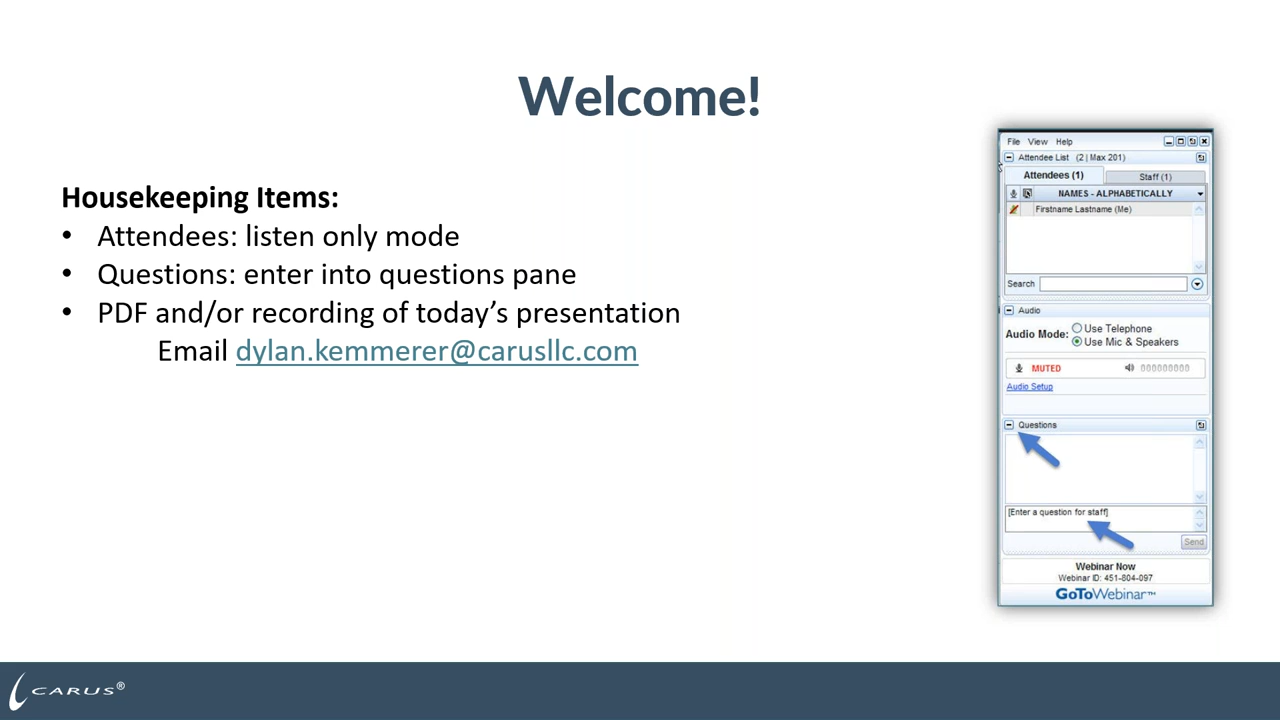 Welcome!
Housekeeping Items:
• Attendees: listen only mode
• Questions: enter into questions pane
• PDF and/or recording of today’s presentation
Email dylan.kemmerer@carusllc.com
File View Help
Attendee List (2 | Max 201)
Attendees (1) Staff (1)
NAMES - ALPHABETICALLY
Firstname Lastname (Me)
Search
Audio
Audio Mode: Use Telephone
Use Mic & Speakers
MUTED 000000000
Audio Setup
Questions
[Enter a question for staff]
Send
Webinar Now
Webinar ID: 451-804-097
GoToWebinar™
CARUS®